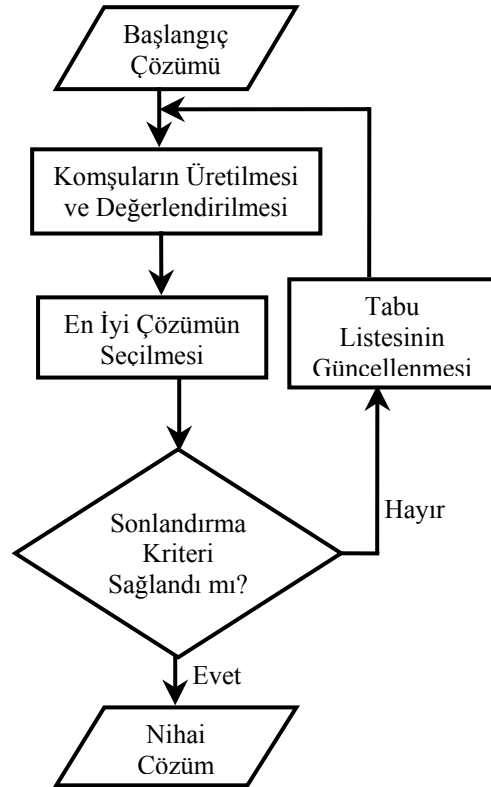 Başlangıç
Çözümü
Komşuların Üretilmesi
ve Değerlendirilmesi
En İyi Çözümün
Seçilmesi
Tabu
Listesinin
Güncellenmesi
Sonlandırma
Kriteri
Sağlandı mı?
Hayır
Evet
Nihai
Çözüm